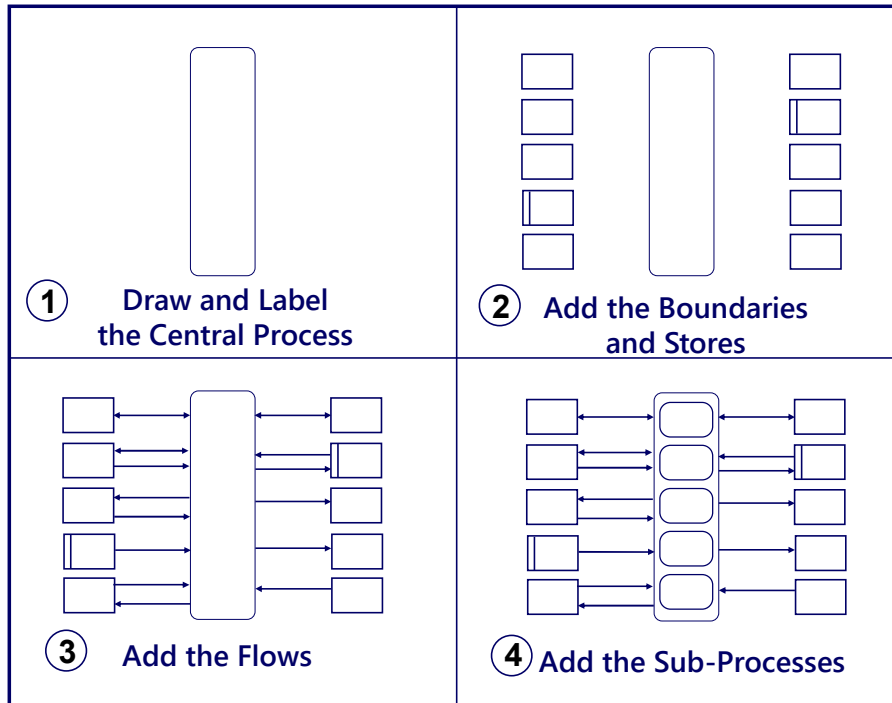 1
Draw and Label
the Central Process
2
Add the Boundaries
and Stores
3
Add the Flows
4
Add the Sub-Processes